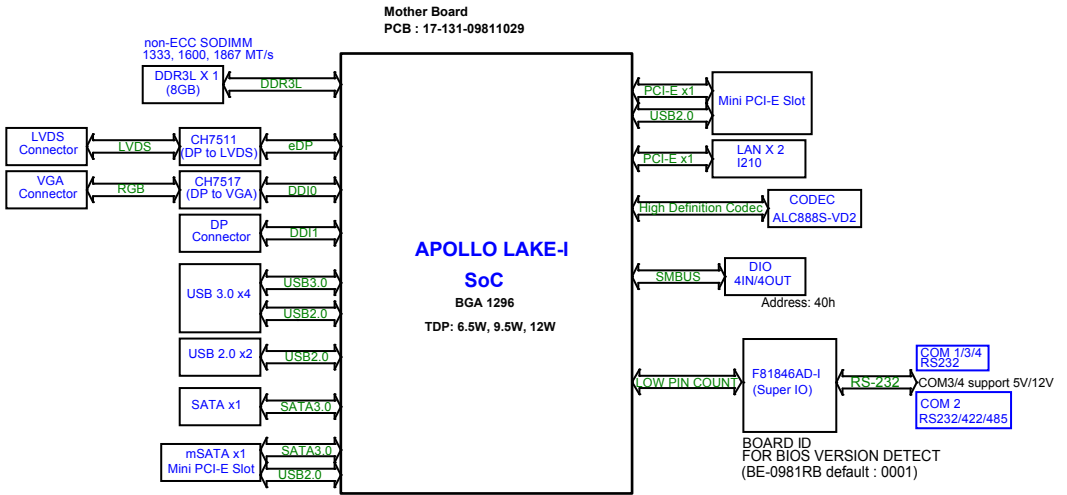 Mother Board
PCB : 17-131-09811029
non-ECC SODIMM
1333, 1600, 1867 MT/s
DDR3L X 1
(8GB)
DDR3L
LVDS
Connector
LVDS
CH7511
(DP to LVDS)
eDP
VGA
Connector
RGB
CH7517
(DP to VGA)
DDI0
DP
Connector
DDI1
USB 3.0 x4
USB3.0
USB2.0
USB 2.0 x2
USB2.0
SATA x1
SATA3.0
mSATA x1
Mini PCI-E Slot
SATA3.0
USB2.0
APOLLO LAKE-I
SoC
BGA 1296
TDP: 6.5W, 9.5W, 12W
PCI-E x1
USB2.0
Mini PCI-E Slot
PCI-E x1
LAN X 2
I210
High Definition Codec
CODEC
ALC888S-VD2
SMBUS
DIO
4IN/4OUT
Address: 40h
LOW PIN COUNT
F81846AD-I
(Super IO)
RS-232
COM 1/3/4
RS232
COM3/4 support 5V/12V
COM 2
RS232/422/485
BOARD ID
FOR BIOS VERSION DETECT
(BE-0981RB default : 0001)